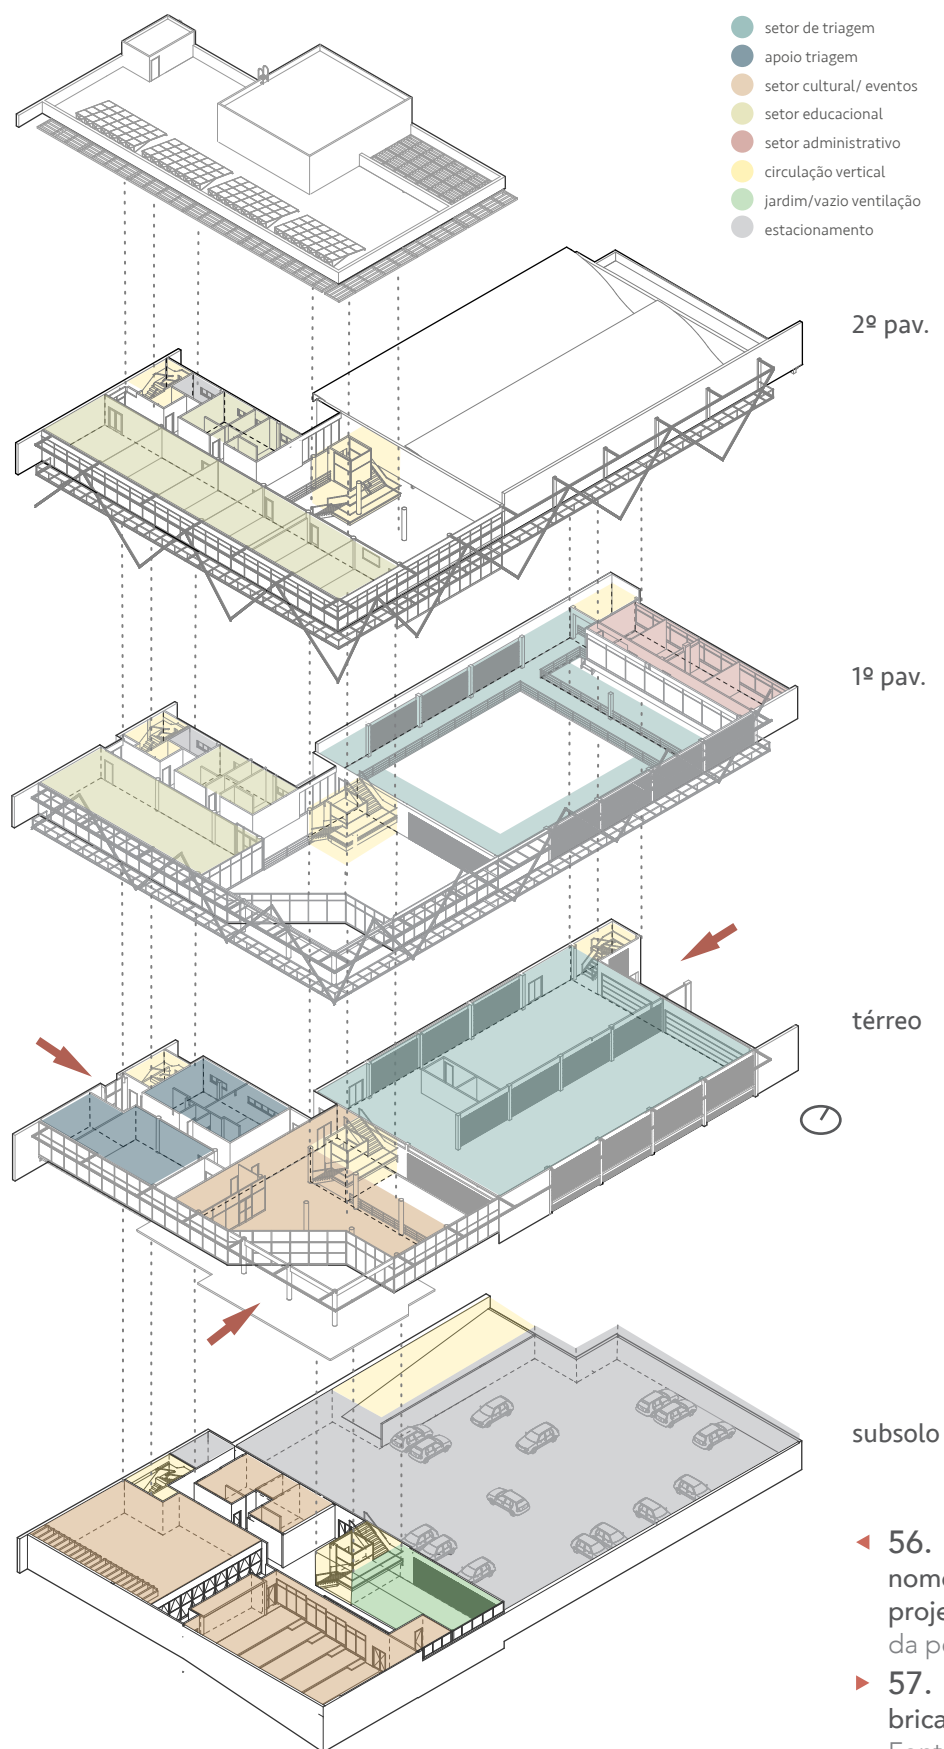 setor de triagem
apoio triagem
setor cultural/ eventos
setor educacional
setor administrativo
circulação vertical
jardim/vazio ventilação
estacionamento
2º pav.
1º pav.
térreo
subsolo
56.
proje
da p
57.
brica